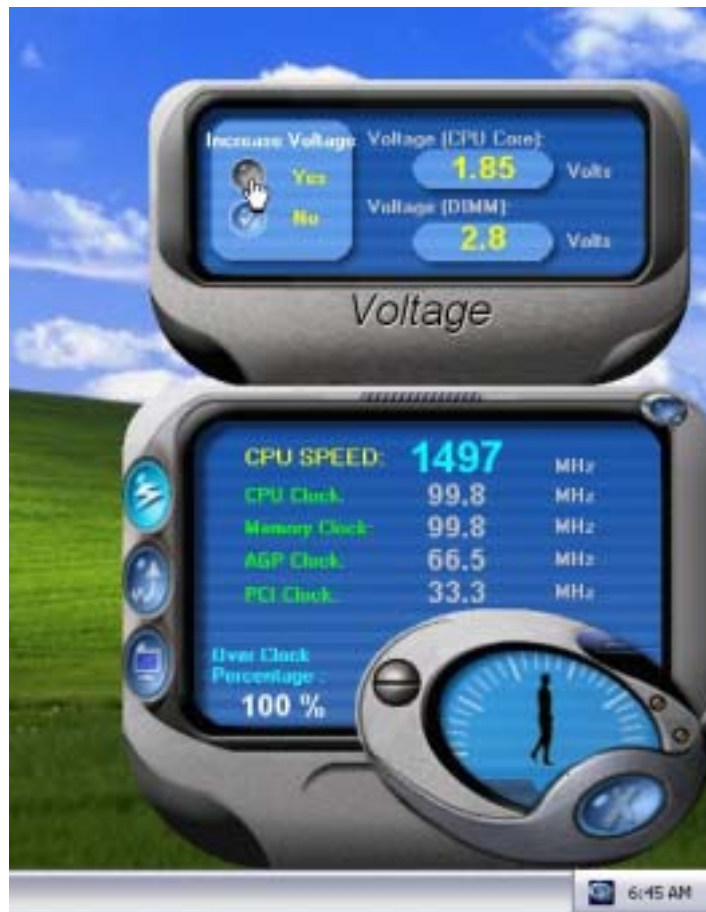 Increase Voltage
Yes
No
Voltage (CPU Core):
1.85 Volts
Voltage (DIMM):
2.8 Volts
Voltage
CPU SPEED: 1497 MHz
CPU Clock: 99.8 MHz
Memory Clock: 99.8 MHz
AGP Clock: 66.5 MHz
PCI Clock: 33.3 MHz
Over Clock
Percentage :
100 %
6:45 AM